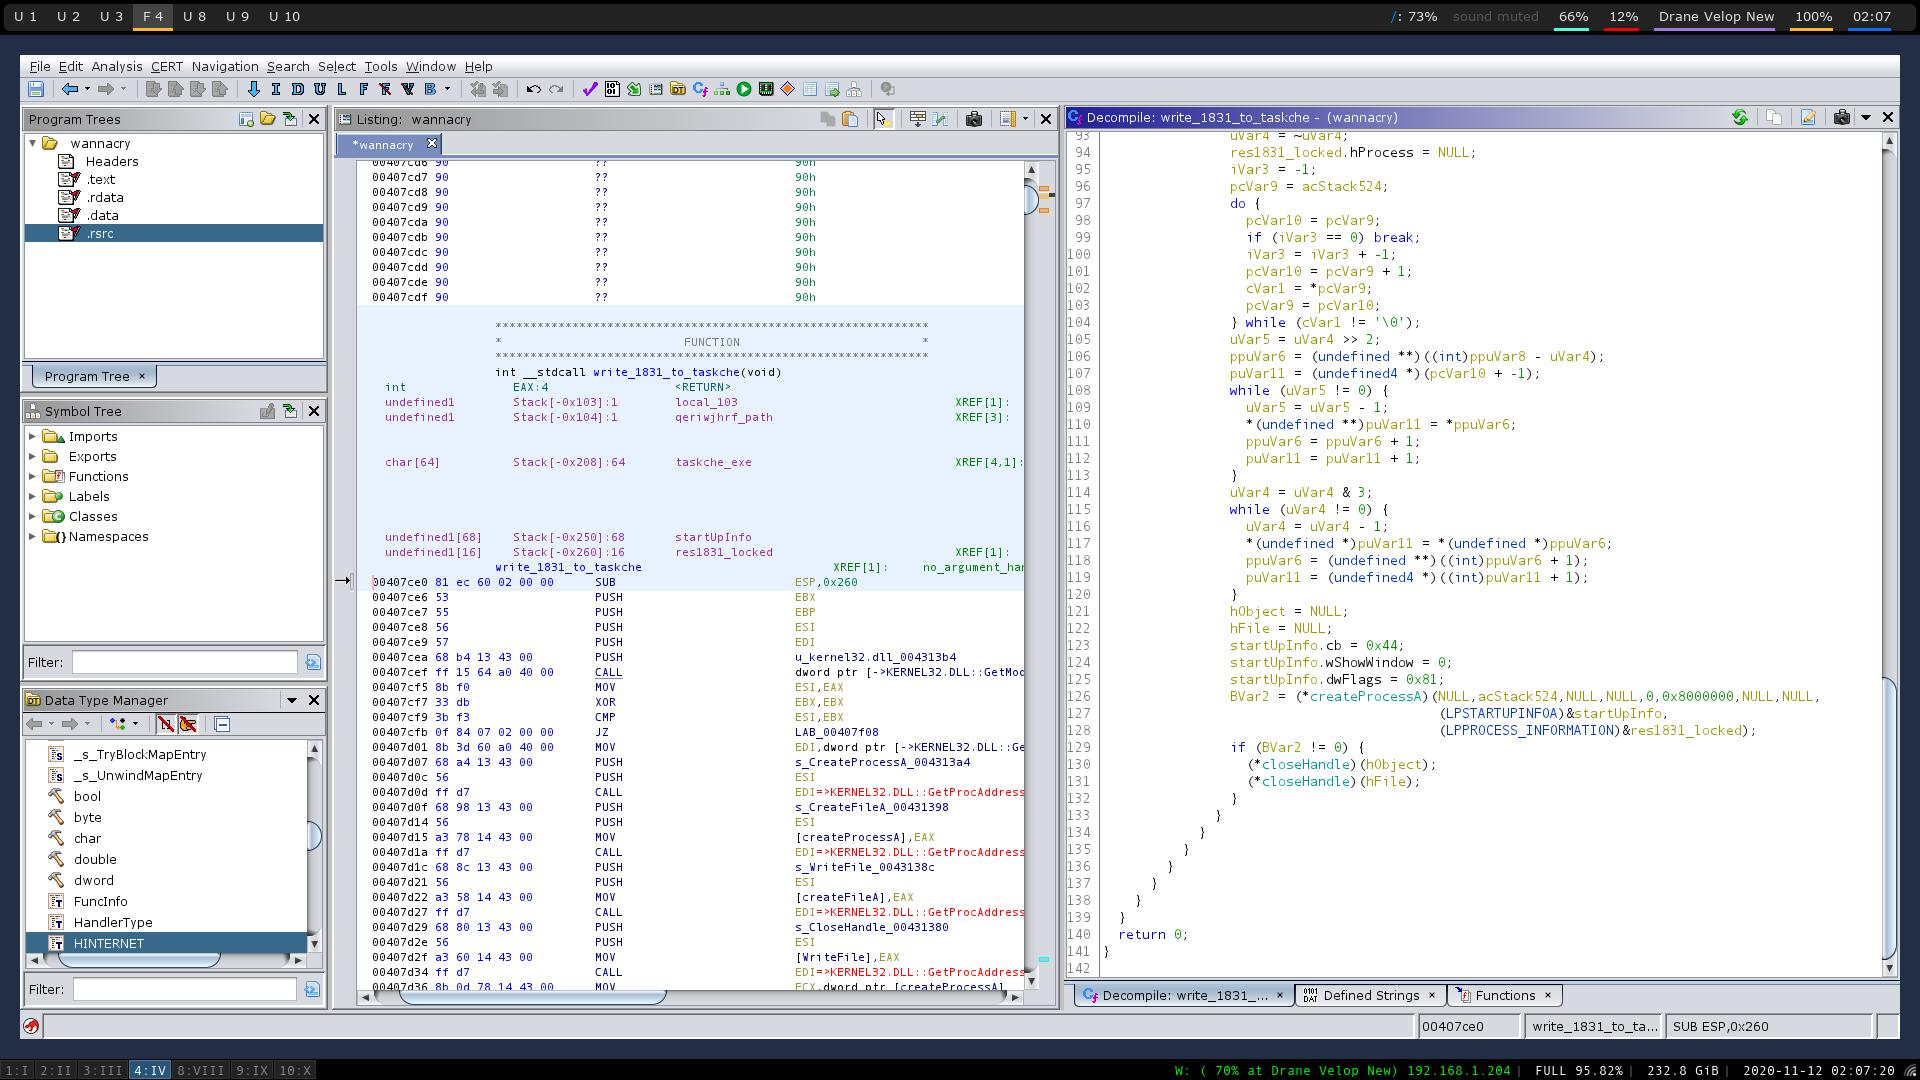 U 1 U 2 U 3 F 4 U 8 U 9 U 10
/: 73% sound muted 66% 12% Drane Velop New 100% 02:07
File Edit Analysis CERT Navigation Search Select Tools Window Help
I D U L F B
Program Trees
wannacry
Headers
.text
.rdata
.data
.rsrc
Program Tree ×
Symbol Tree
Imports
Exports
Functions
Labels
Classes
Namespaces
Filter:
Data Type Manager
_s_TryBlockMapEntry
_s_UnwindMapEntry
bool
byte
char
double
dword
FuncInfo
HandlerType
HINTERNET
Filter:
Listing: wannacry
*wannacry
00407cd6 90 ?? 90h
00407cd7 90 ?? 90h
00407cd8 90 ?? 90h
00407cd9 90 ?? 90h
00407cda 90 ?? 90h
00407cdb 90 ?? 90h
00407cdc 90 ?? 90h
00407cdd 90 ?? 90h
00407cde 90 ?? 90h
00407cdf 90 ?? 90h
**************************************************************
* FUNCTION *
**************************************************************
int __stdcall write_1831_to_taskche(void)
int EAX:4 <RETURN>
undefined1 Stack[-0x103]:1 local_103 XREF[1]:
undefined1 Stack[-0x104]:1 qeriwjhrf_path XREF[3]:
char[64] Stack[-0x208]:64 taskche_exe XREF[4,1]:
undefined1[68] Stack[-0x250]:68 startUpInfo
undefined1[16] Stack[-0x260]:16 res1831_locked XREF[1]:
write_1831_to_taskche XREF[1]: no_argument_han
00407ce0 81 ec 60 02 00 00 SUB ESP,0x260
00407ce6 53 PUSH EBX
00407ce7 55 PUSH EBP
00407ce8 56 PUSH ESI
00407ce9 57 PUSH EDI
00407cea 68 b4 13 43 00 PUSH u_kernel32.dll_004313b4
00407cef ff 15 64 a0 40 00 CALL dword ptr [->KERNEL32.DLL::GetMod
00407cf5 8b f0 MOV ESI,EAX
00407cf7 33 db XOR EBX,EBX
00407cf9 3b f3 CMP ESI,EBX
00407cfb 0f 84 07 02 00 00 JZ LAB_00407f08
00407d01 8b 3d 60 a0 40 00 MOV EDI,dword ptr [->KERNEL32.DLL::Ge
00407d07 68 a4 13 43 00 PUSH s_CreateProcessA_004313a4
00407d0c 56 PUSH ESI
00407d0d ff d7 CALL EDI=>KERNEL32.DLL::GetProcAddress
00407d0f 68 98 13 43 00 PUSH s_CreateFileA_00431398
00407d14 56 PUSH ESI
00407d15 a3 78 14 43 00 MOV [createProcessA],EAX
00407d1a ff d7 CALL EDI=>KERNEL32.DLL::GetProcAddress
00407d1c 68 8c 13 43 00 PUSH s_WriteFile_0043138c
00407d21 56 PUSH ESI
00407d22 a3 58 14 43 00 MOV [createFileA],EAX
00407d27 ff d7 CALL EDI=>KERNEL32.DLL::GetProcAddress
00407d29 68 80 13 43 00 PUSH s_CloseHandle_00431380
00407d2e 56 PUSH ESI
00407d2f a3 60 14 43 00 MOV [WriteFile],EAX
00407d34 ff d7 CALL EDI=>KERNEL32.DLL::GetProcAddress
00407d36 8b 0d 78 14 43 00 MOV ECX,dword ptr [createProcessA]
Decompile: write_1831_to_taskche - (wannacry)
93 uVar4 = ~uVar4;
94 res1831_locked.hProcess = NULL;
95 iVar3 = -1;
96 pcVar9 = acStack524;
97 do {
98 pcVar10 = pcVar9;
99 if (iVar3 == 0) break;
100 iVar3 = iVar3 + -1;
101 pcVar10 = pcVar9 + 1;
102 cVar1 = *pcVar9;
103 pcVar9 = pcVar10;
104 } while (cVar1 != '\0');
105 uVar5 = uVar4 >> 2;
106 ppuVar6 = (undefined **)((int)ppuVar8 - uVar4);
107 puVar11 = (undefined4 *)(pcVar10 + -1);
108 while (uVar5 != 0) {
109 uVar5 = uVar5 - 1;
110 *(undefined **)puVar11 = *ppuVar6;
111 ppuVar6 = ppuVar6 + 1;
112 puVar11 = puVar11 + 1;
113 }
114 uVar4 = uVar4 & 3;
115 while (uVar4 != 0) {
116 uVar4 = uVar4 - 1;
117 *(undefined *)puVar11 = *(undefined *)ppuVar6;
118 ppuVar6 = (undefined **)((int)ppuVar6 + 1);
119 puVar11 = (undefined4 *)((int)puVar11 + 1);
120 }
121 hObject = NULL;
122 hFile = NULL;
123 startUpInfo.cb = 0x44;
124 startUpInfo.wShowWindow = 0;
125 startUpInfo.dwFlags = 0x81;
126 BVar2 = (*createProcessA)(NULL,acStack524,NULL,NULL,0,0x8000000,NULL,NULL,
127 (LPSTARTUPINFOA)&startUpInfo,
128 (LPPROCESS_INFORMATION)&res1831_locked);
129 if (BVar2 != 0) {
130 (*closeHandle)(hObject);
131 (*closeHandle)(hFile);
132 }
133 }
134 }
135 }
136 }
137 }
138 }
139 }
140 return 0;
141 }
142
Decompile: write_1831_... × Defined Strings × Functions ×
00407ce0 write_1831_to_ta... SUB ESP,0x260
1:I 2:II 3:III 4:IV 8:VIII 9:IX 10:X
W: ( 70% at Drane Velop New) 192.168.1.204 | FULL 95.82% | 232.8 GiB | 2020-11-12 02:07:20